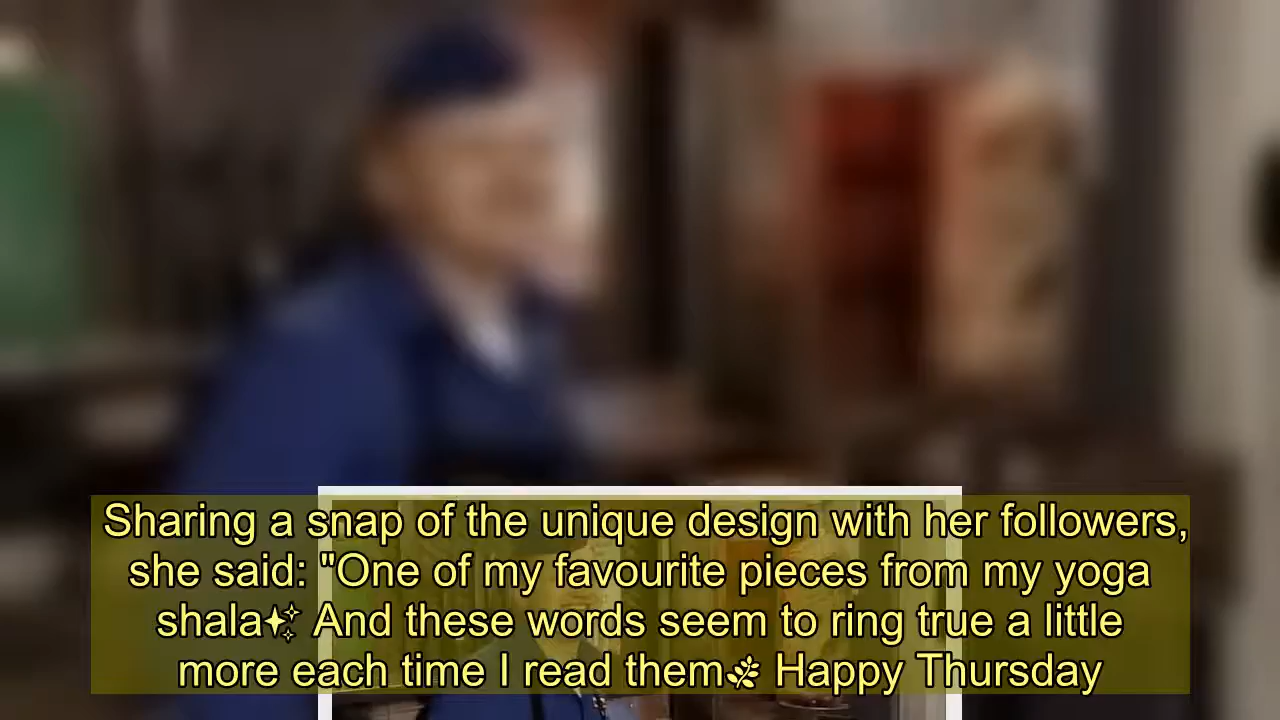 Sharing a snap of the unique design with her followers,
she said: "One of my favourite pieces from my yoga
shala✨ And these words seem to ring true a little
more each time I read them🌿 Happy Thursday